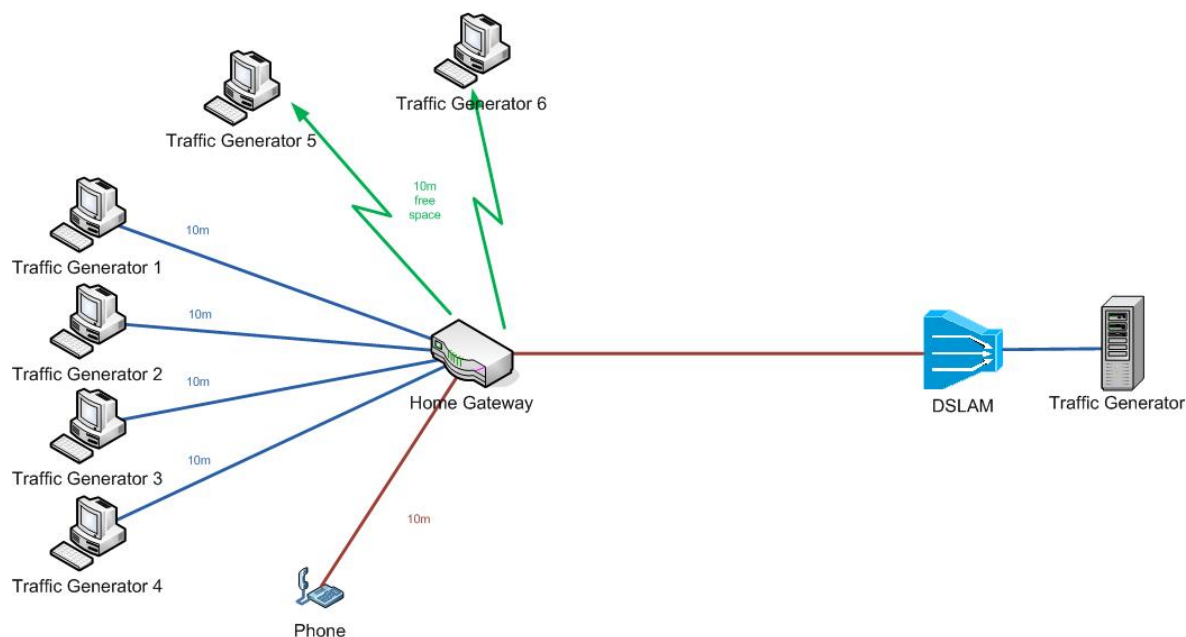 Traffic Generator 6
Traffic Generator 5
10m
free
space
10m
Traffic Generator 1
10m
Traffic Generator 2
10m
Home Gateway
DSLAM
Traffic Generator
10m
Traffic Generator 3
10m
Traffic Generator 4
Phone